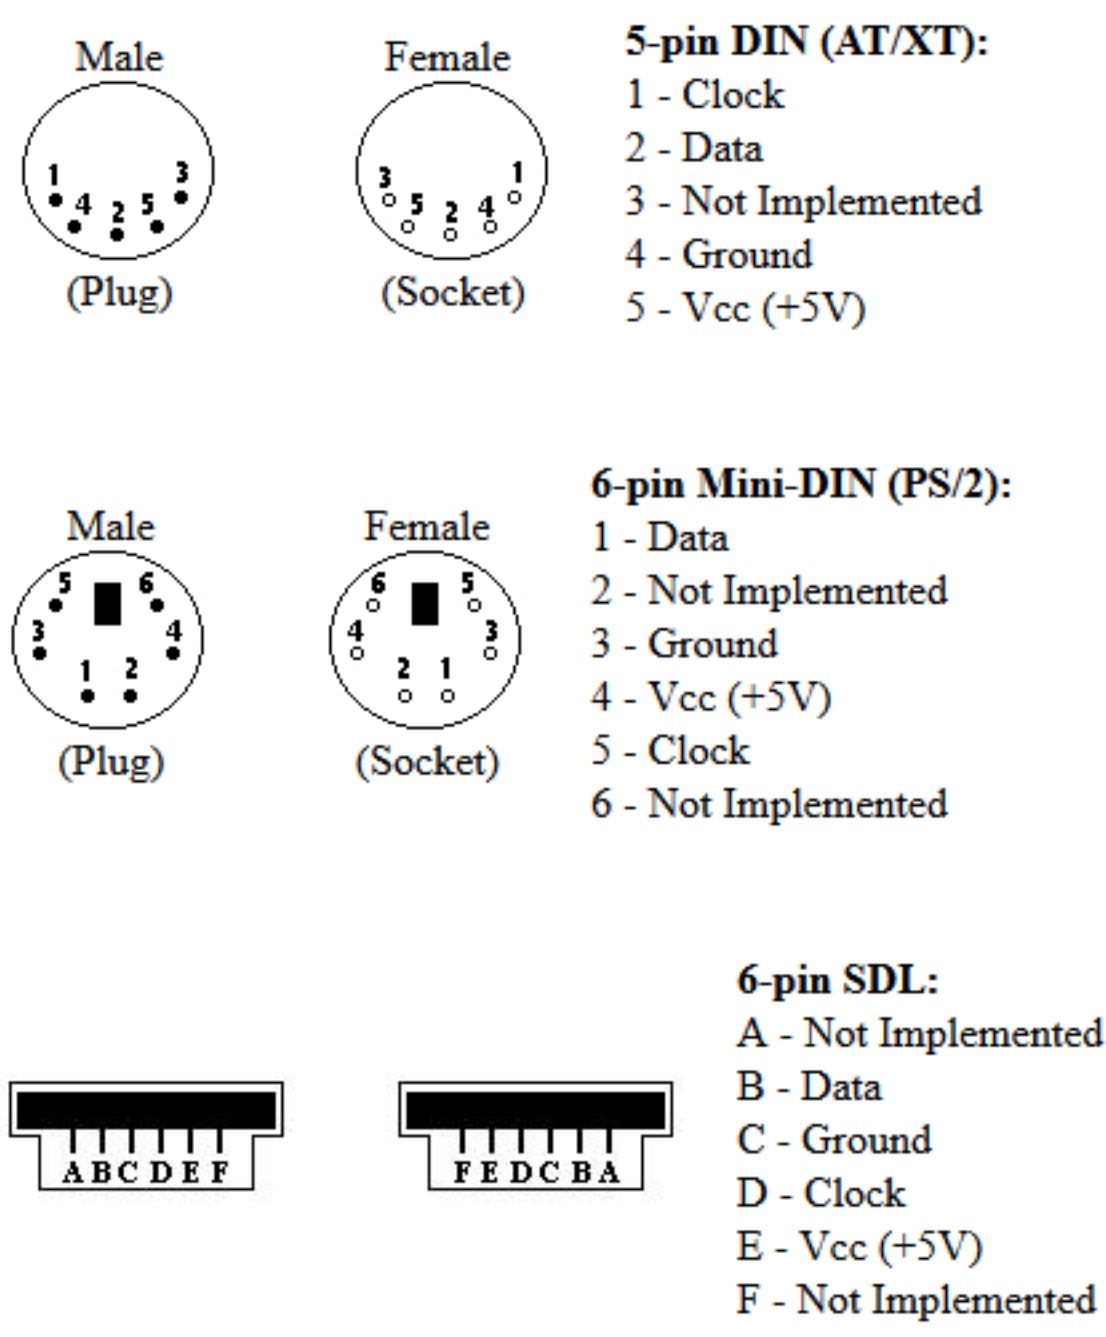 Male
Female
5-pin DIN (AT/XT):
1 - Clock
2 - Data
3 - Not Implemented
4 - Ground
5 - Vcc (+5V)
1 4 2 5 3
3 5 2 4 1
(Plug)
(Socket)
6-pin Mini-DIN (PS/2):
Male
Female
1 - Data
2 - Not Implemented
3 - Ground
4 - Vcc (+5V)
5 - Clock
6 - Not Implemented
5 6
3 4
1 2
6 5
4 3
2 1
(Plug)
(Socket)
6-pin SDL:
A - Not Implemented
B - Data
C - Ground
D - Clock
E - Vcc (+5V)
F - Not Implemented
A B C D E F
F E D C B A